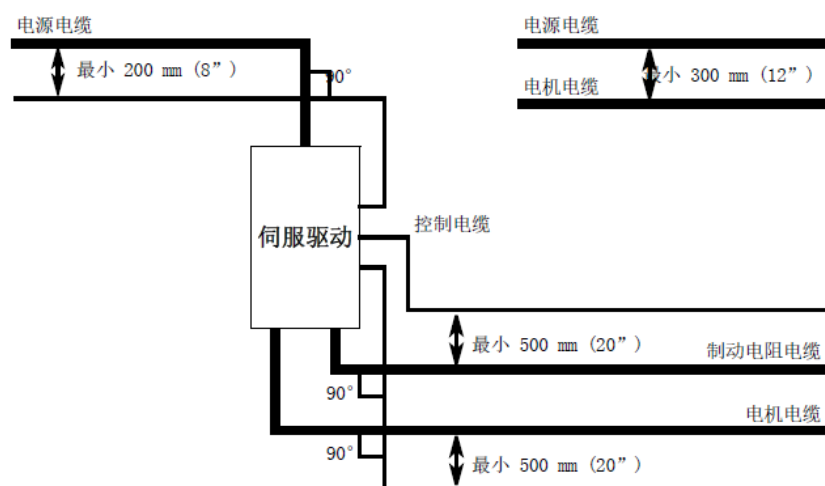 电源电缆
最小 200 mm (8”)
90°
电源电缆
最小 300 mm (12”)
电机电缆
伺服驱动
控制电缆
最小 500 mm (20”)
制动电阻电缆
90°
电机电缆
90°
最小 500 mm (20”)